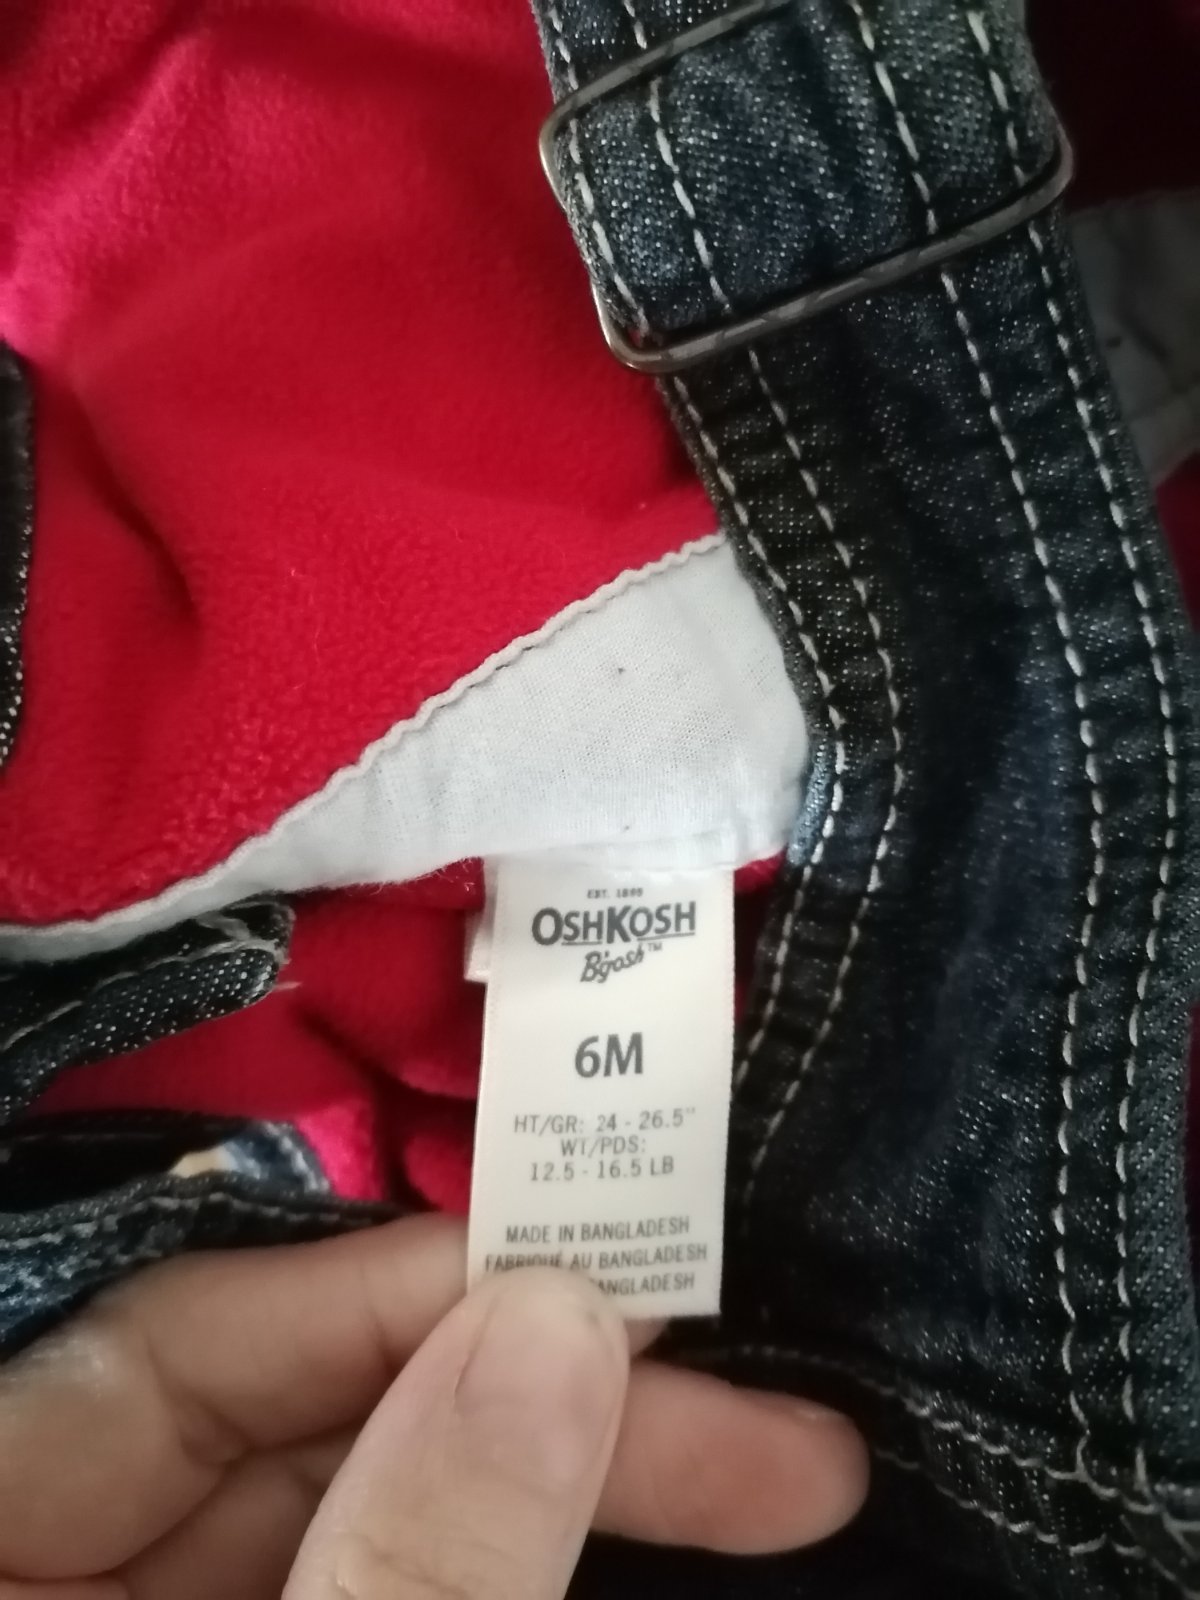 EST. 1895
OSHKOSH
B'gosh™
6M
HT/GR: 24 - 26.5"
WT/PDS:
12.5 - 16.5 LB
MADE IN BANGLADESH
FABRIQUÉ AU BANGLADESH
BANGLADESH